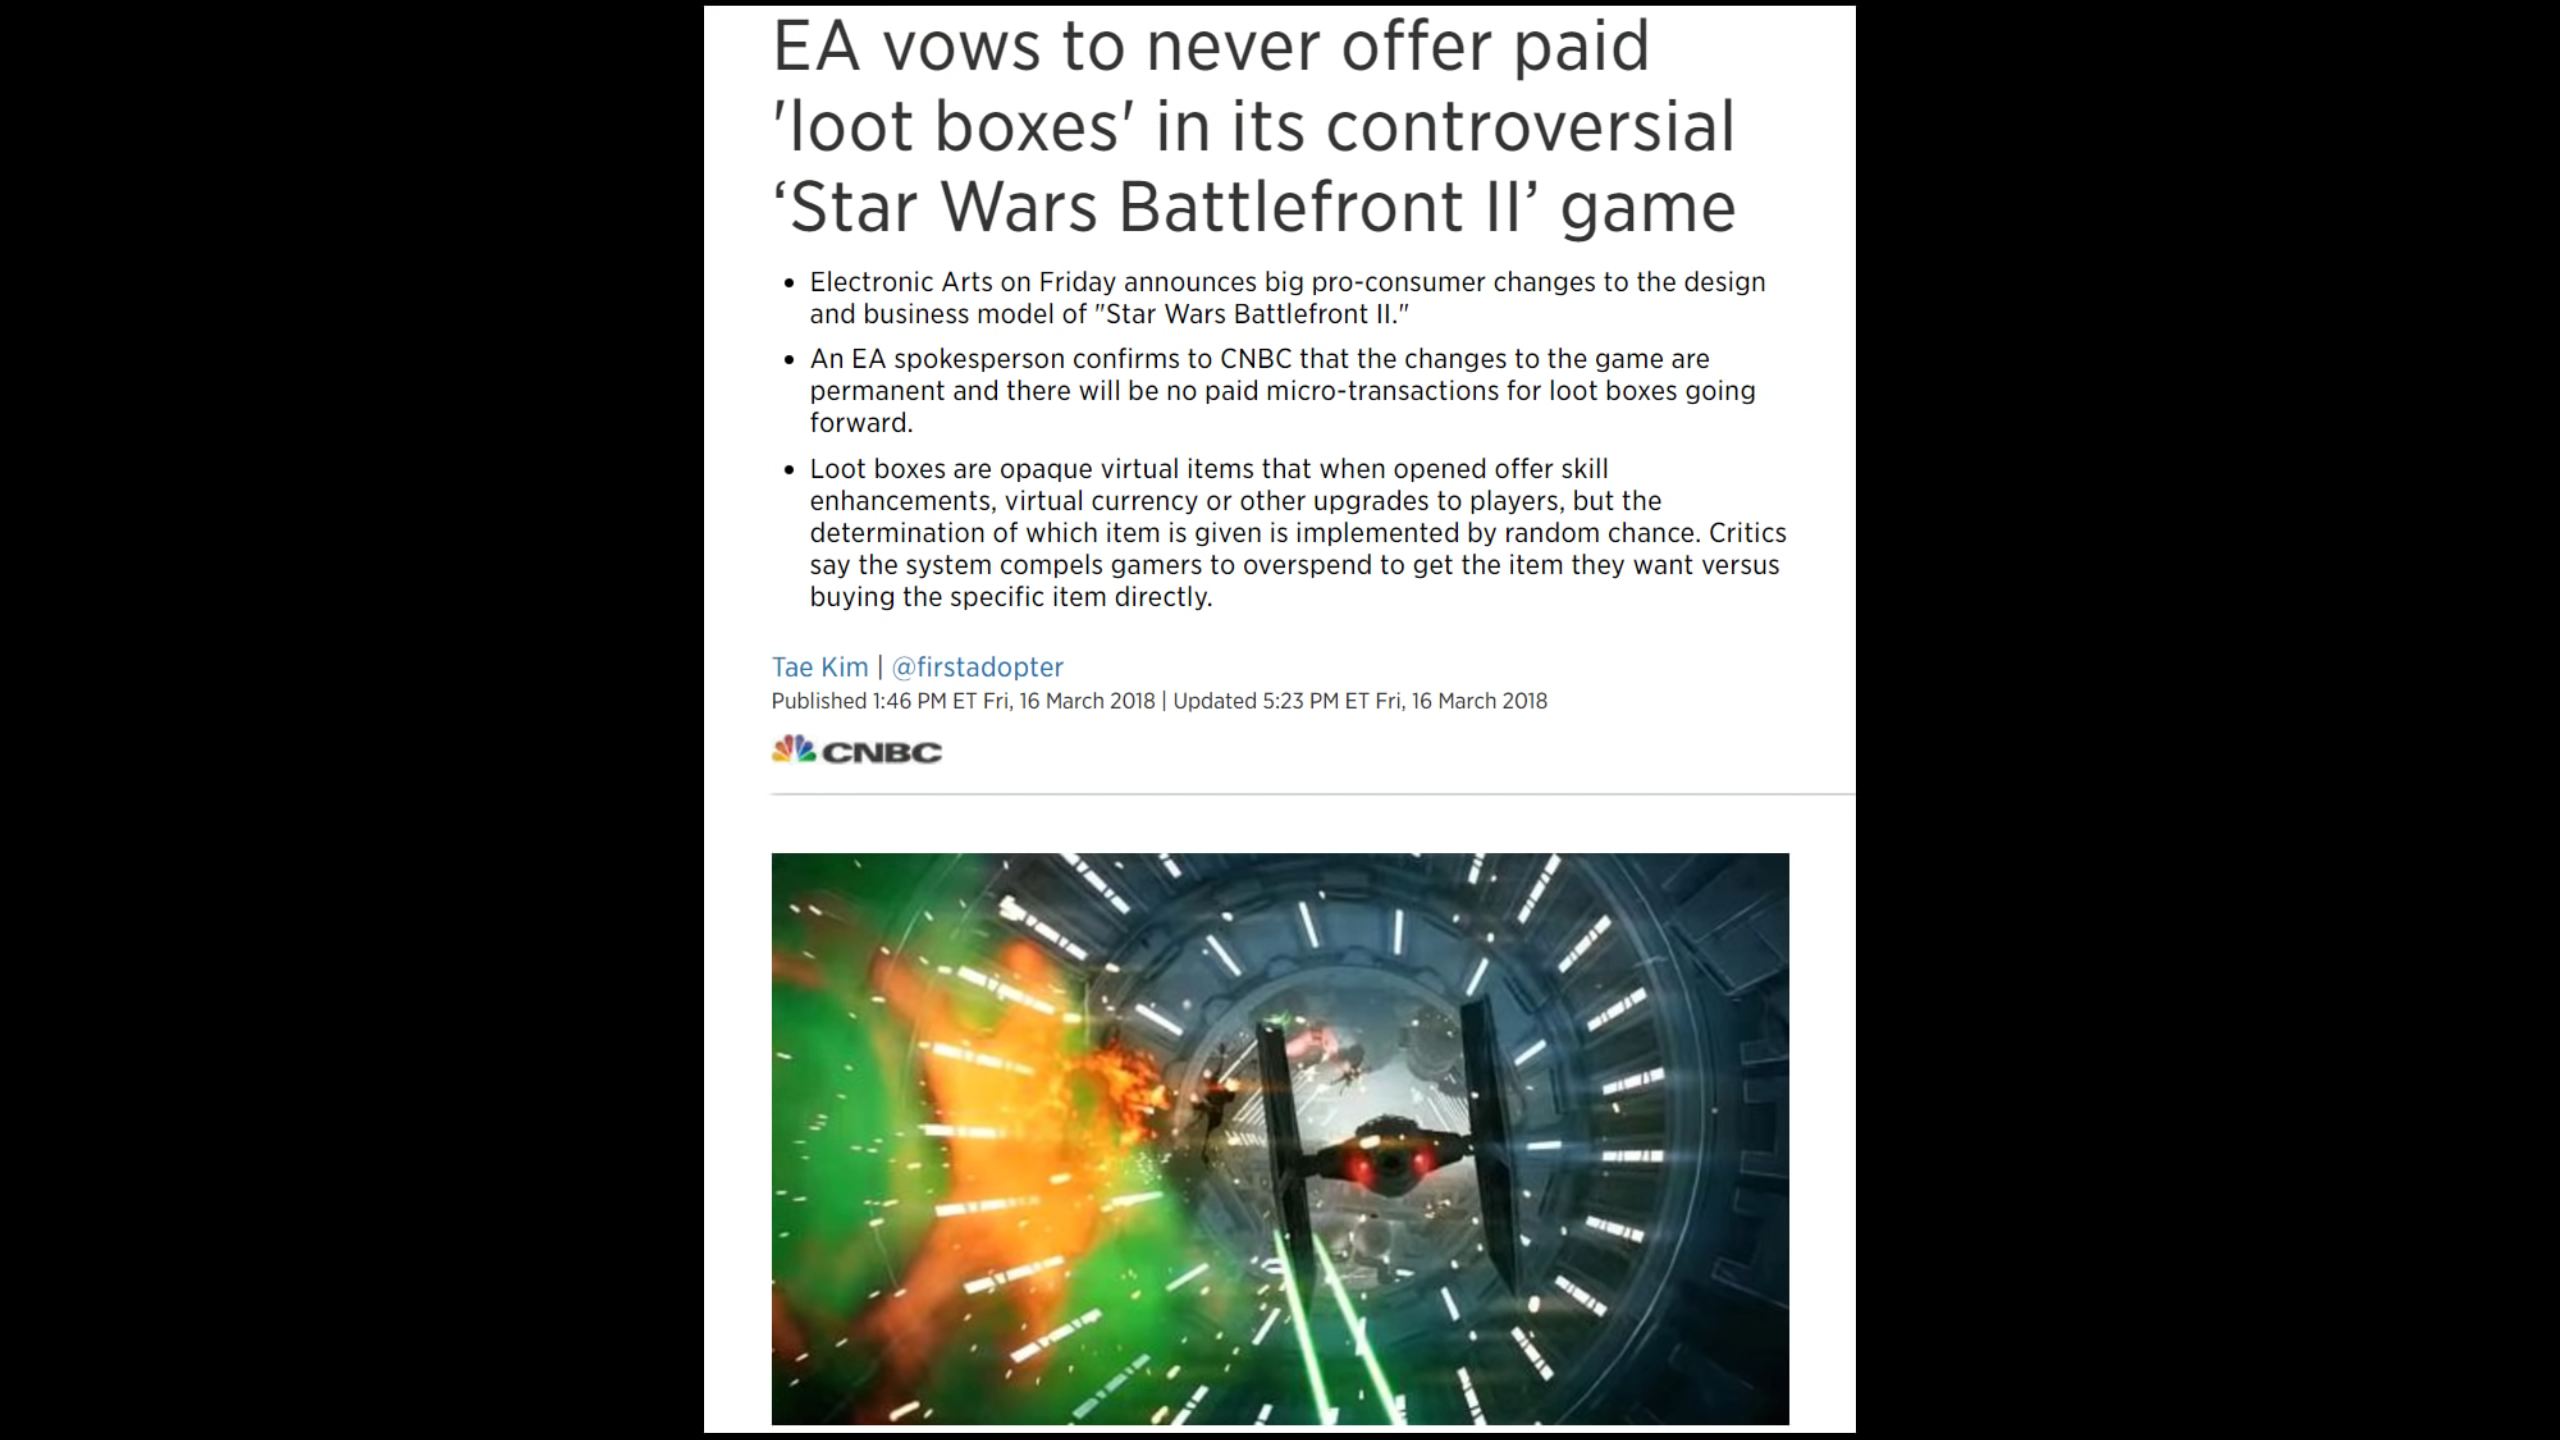 EA vows to never offer paid
'loot boxes' in its controversial
‘Star Wars Battlefront II’ game
• Electronic Arts on Friday announces big pro-consumer changes to the design
and business model of "Star Wars Battlefront II."
• An EA spokesperson confirms to CNBC that the changes to the game are
permanent and there will be no paid micro-transactions for loot boxes going
forward.
• Loot boxes are opaque virtual items that when opened offer skill
enhancements, virtual currency or other upgrades to players, but the
determination of which item is given is implemented by random chance. Critics
say the system compels gamers to overspend to get the item they want versus
buying the specific item directly.
Tae Kim | @firstadopter
Published 1:46 PM ET Fri, 16 March 2018 | Updated 5:23 PM ET Fri, 16 March 2018
CNBC